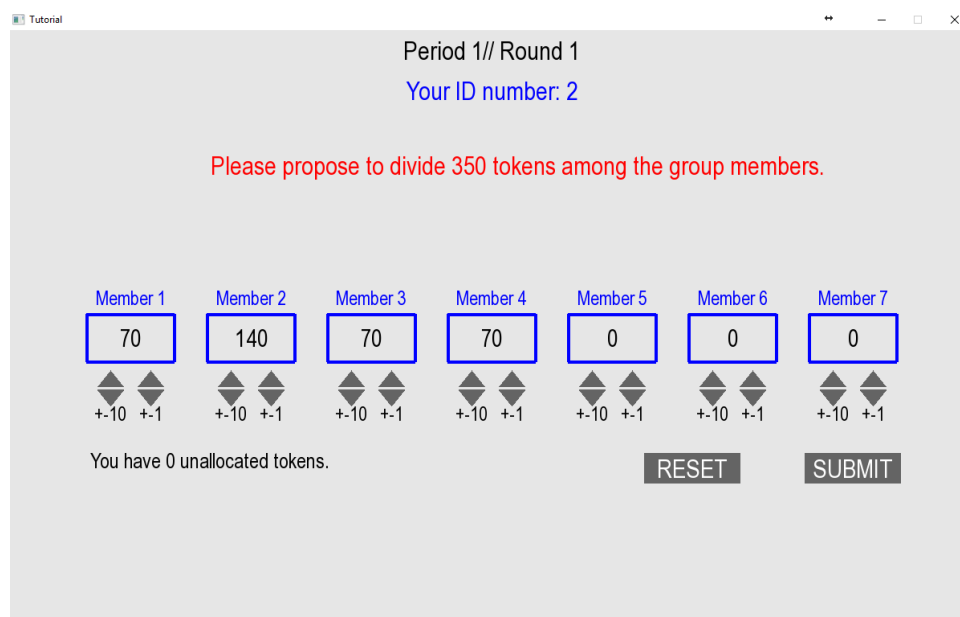 Tutorial
Period 1// Round 1
Your ID number: 2
Please propose to divide 350 tokens among the group members.
Member 1 Member 2 Member 3 Member 4 Member 5 Member 6 Member 7
70 140 70 70 0 0 0
+-10 +-1 +-10 +-1 +-10 +-1 +-10 +-1 +-10 +-1 +-10 +-1 +-10 +-1
You have 0 unallocated tokens. RESET SUBMIT